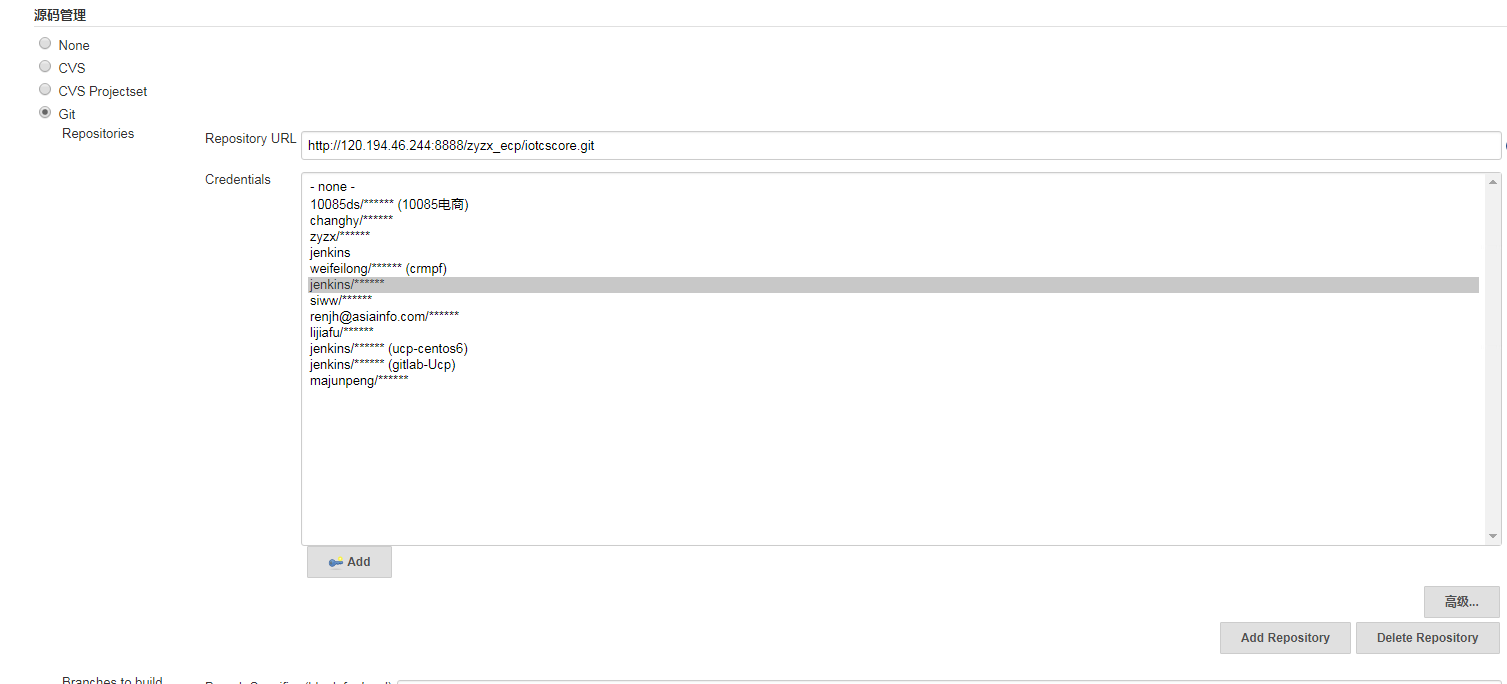 源码管理
None
CVS
CVS Projectset
Git
Repositories
Repository URL
http://120.194.46.244:8888/zyzx_ecp/iotcscore.git
Credentials
- none -
10085ds/****** (10085电商)
changhy/******
zyzx/******
jenkins
weifeilong/****** (crmpf)
jenkins/******
siww/******
renjh@asiainfo.com/******
lijiafu/******
jenkins/****** (ucp-centos6)
jenkins/****** (gitlab-Ucp)
majunpeng/******
Add
高级...
Add Repository
Delete Repository
Branches to build